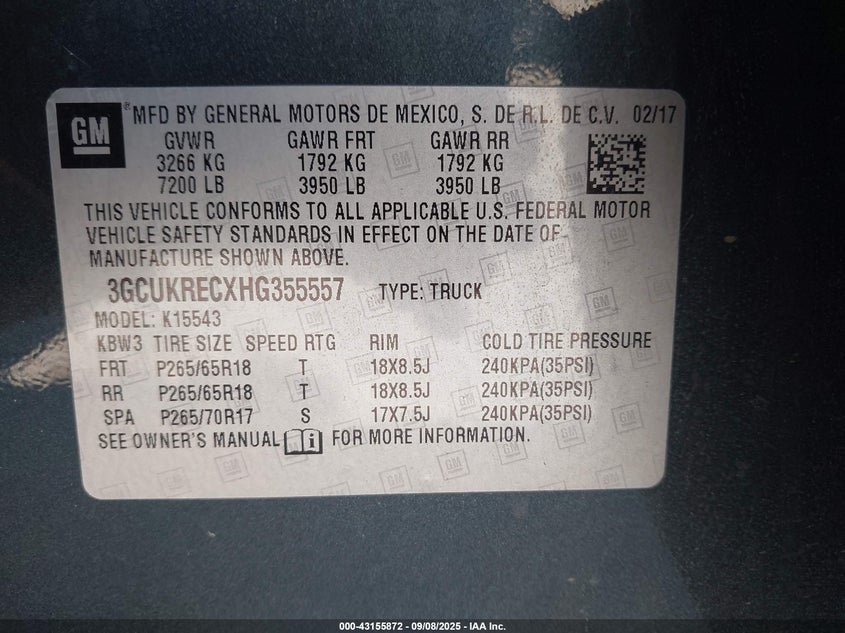 GM
® MFD BY GENERAL MOTORS DE MEXICO, S. DE R.L. DE C.V. 02/17
GVWR GAWR FRT GAWR RR
3266 KG 1792 KG 1792 KG
7200 LB 3950 LB 3950 LB
THIS VEHICLE CONFORMS TO ALL APPLICABLE U.S. FEDERAL MOTOR
VEHICLE SAFETY STANDARDS IN EFFECT ON THE DATE OF
MANUFACTURE SHOWN ABOVE.
3GCUKRECXHG355557 TYPE: TRUCK
MODEL: K15543
KBW3 TIRE SIZE SPEED RTG RIM COLD TIRE PRESSURE
FRT P265/65R18 T 18X8.5J 240KPA(35PSI)
RR P265/65R18 T 18X8.5J 240KPA(35PSI)
SPA P265/70R17 S 17X7.5J 240KPA(35PSI)
SEE OWNER'S MANUAL FOR MORE INFORMATION.
000-43155872 - 09/08/2025 - IAA Inc.